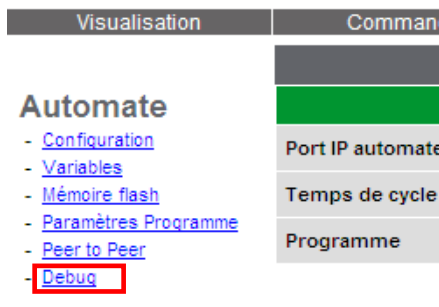 Visualisation
Comman
Automate
- Configuration
- Variables
- Mémoire flash
- Paramètres Programme
- Peer to Peer
- Debug
Port IP automate
Temps de cycle
Programme